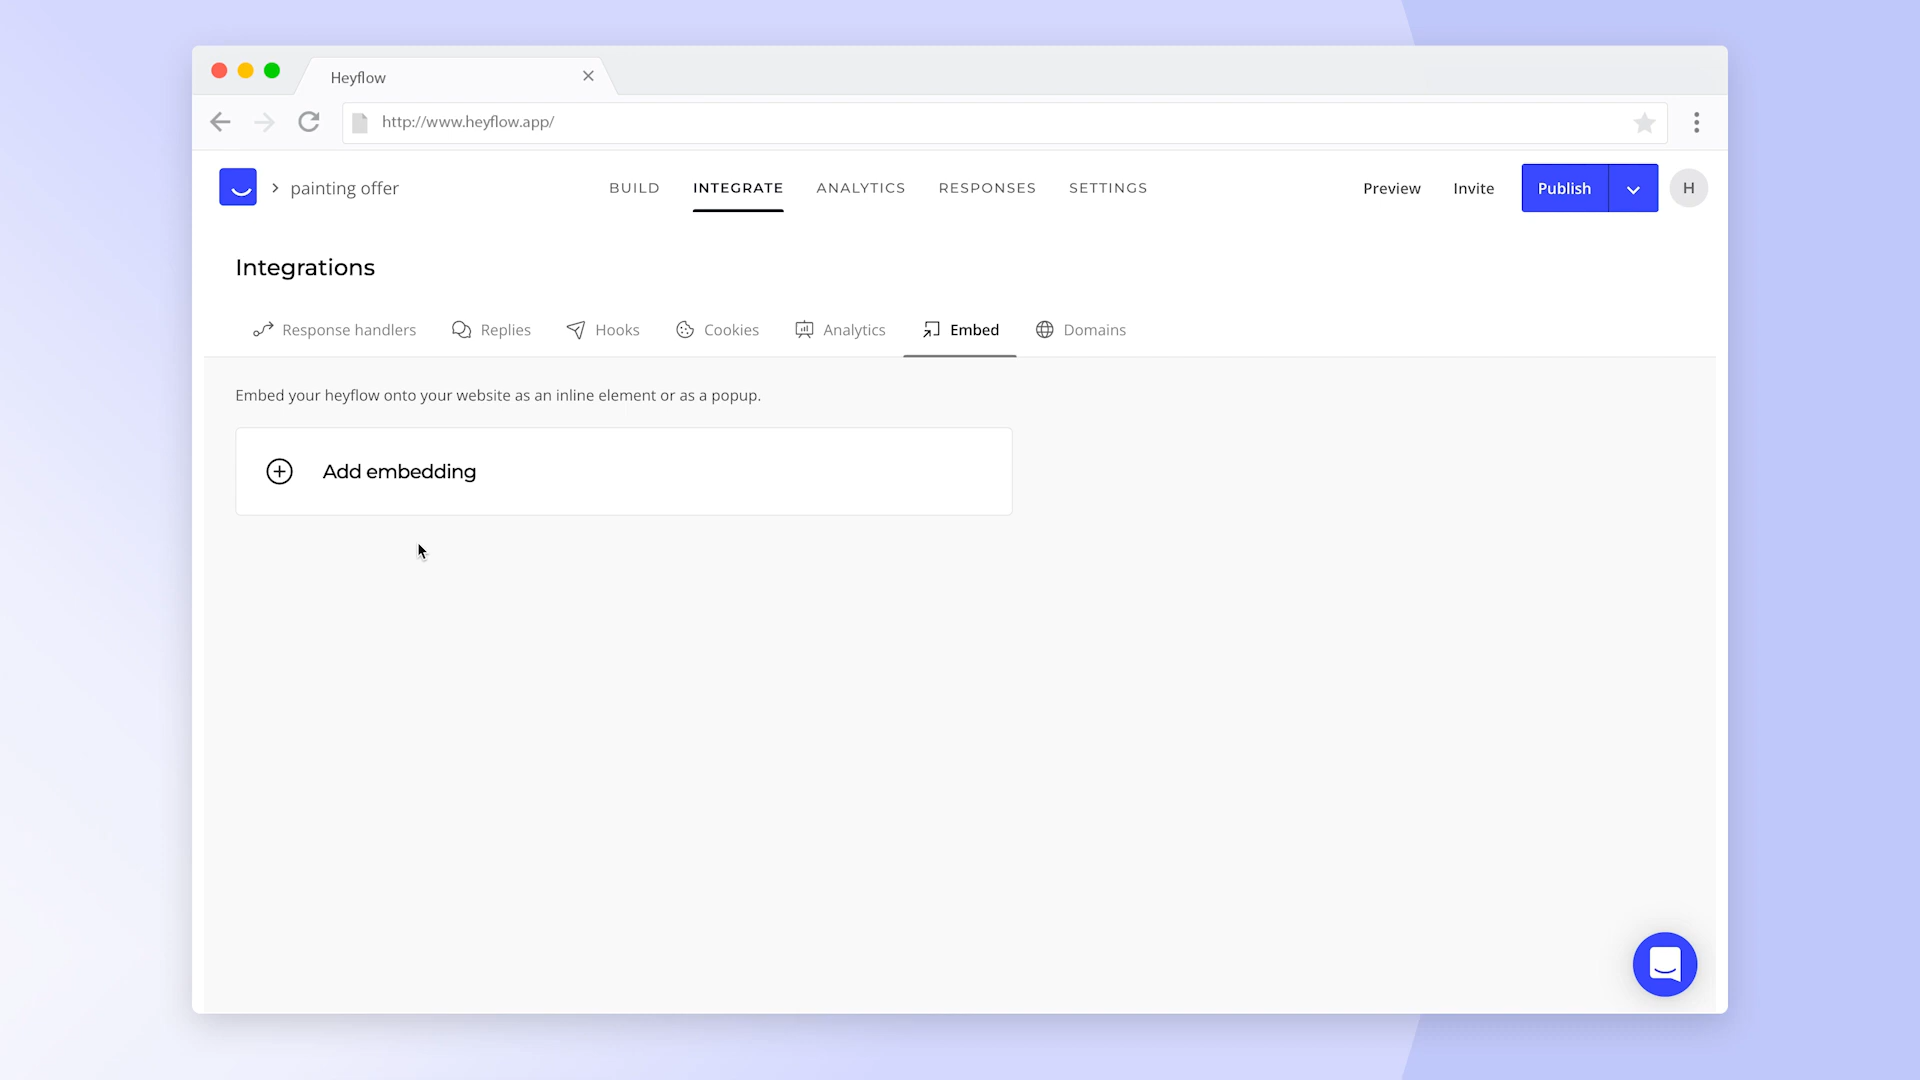 Heyflow
http://www.heyflow.app/
painting offer
BUILD
INTEGRATE
ANALYTICS
RESPONSES
SETTINGS
Preview
Invite
Publish
H
Integrations
Response handlers
Replies
Hooks
Cookies
Analytics
Embed
Domains
Embed your heyflow onto your website as an inline element or as a popup.
Add embedding